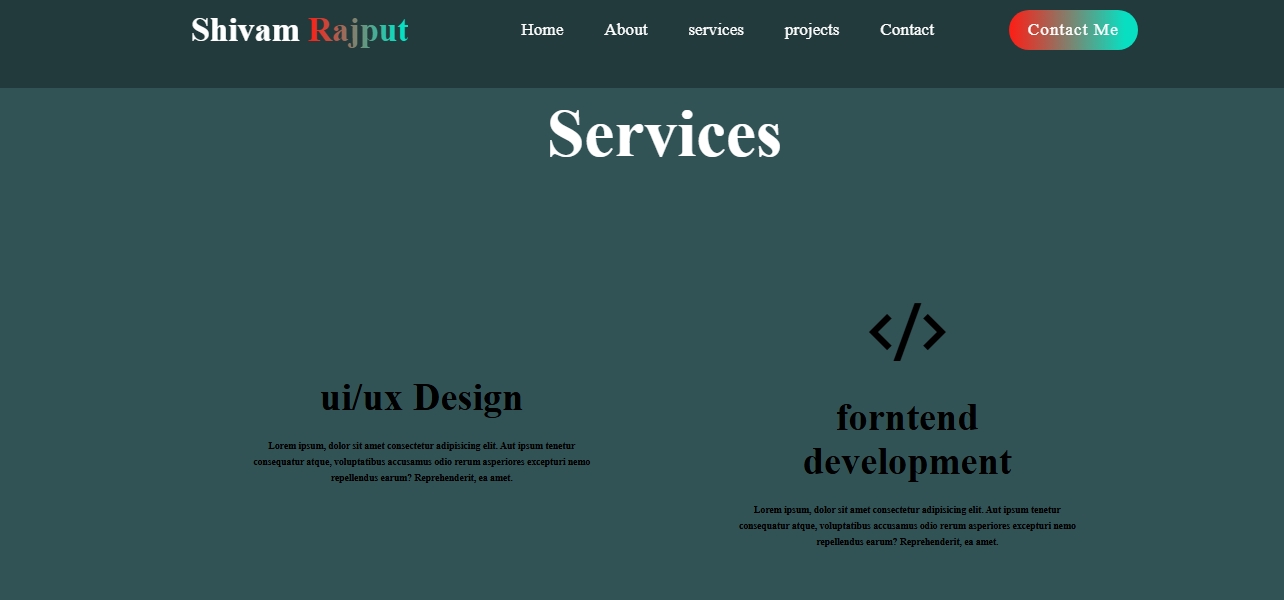 Shivam Rajput
Home
About
services
projects
Contact
Contact Me
Services
ui/ux Design
Lorem ipsum, dolor sit amet consectetur adipisicing elit. Aut ipsum tenetur
consequatur atque, voluptatibus accusamus odio rerum asperiores excepturi nemo
repellendus earum? Reprehenderit, ea amet.
</>
forntend
development
Lorem ipsum, dolor sit amet consectetur adipisicing elit. Aut ipsum tenetur
consequatur atque, voluptatibus accusamus odio rerum asperiores excepturi nemo
repellendus earum? Reprehenderit, ea amet.